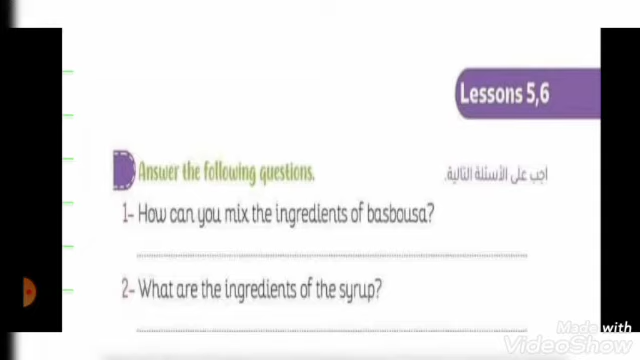 Lessons 5,6
Answer the following questions.
اجب على الأسئلة التالية.
1- How can you mix the ingredients of basbousa?
2- What are the ingredients of the syrup?
Made with
VideoShow